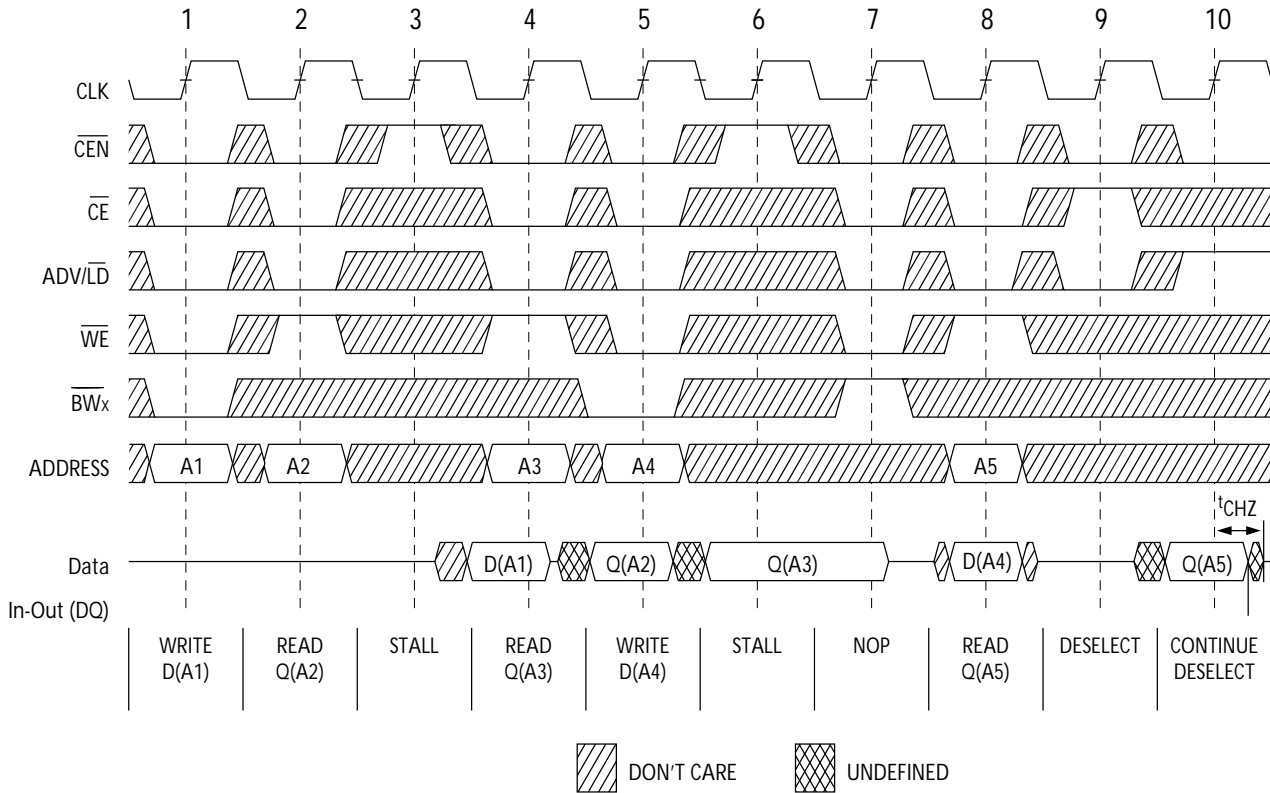 1 2 3 4 5 6 7 8 9 10
CLK
CEN
CE
ADV/LD
WE
BWx
ADDRESS A1 A2 A3 A4 A5
tCHZ
Data D(A1) Q(A2) Q(A3) D(A4) Q(A5)
In-Out (DQ)
WRITE READ STALL READ WRITE STALL NOP READ DESELECT CONTINUE
D(A1) Q(A2) Q(A3) D(A4) Q(A5) DESELECT
DON'T CARE UNDEFINED